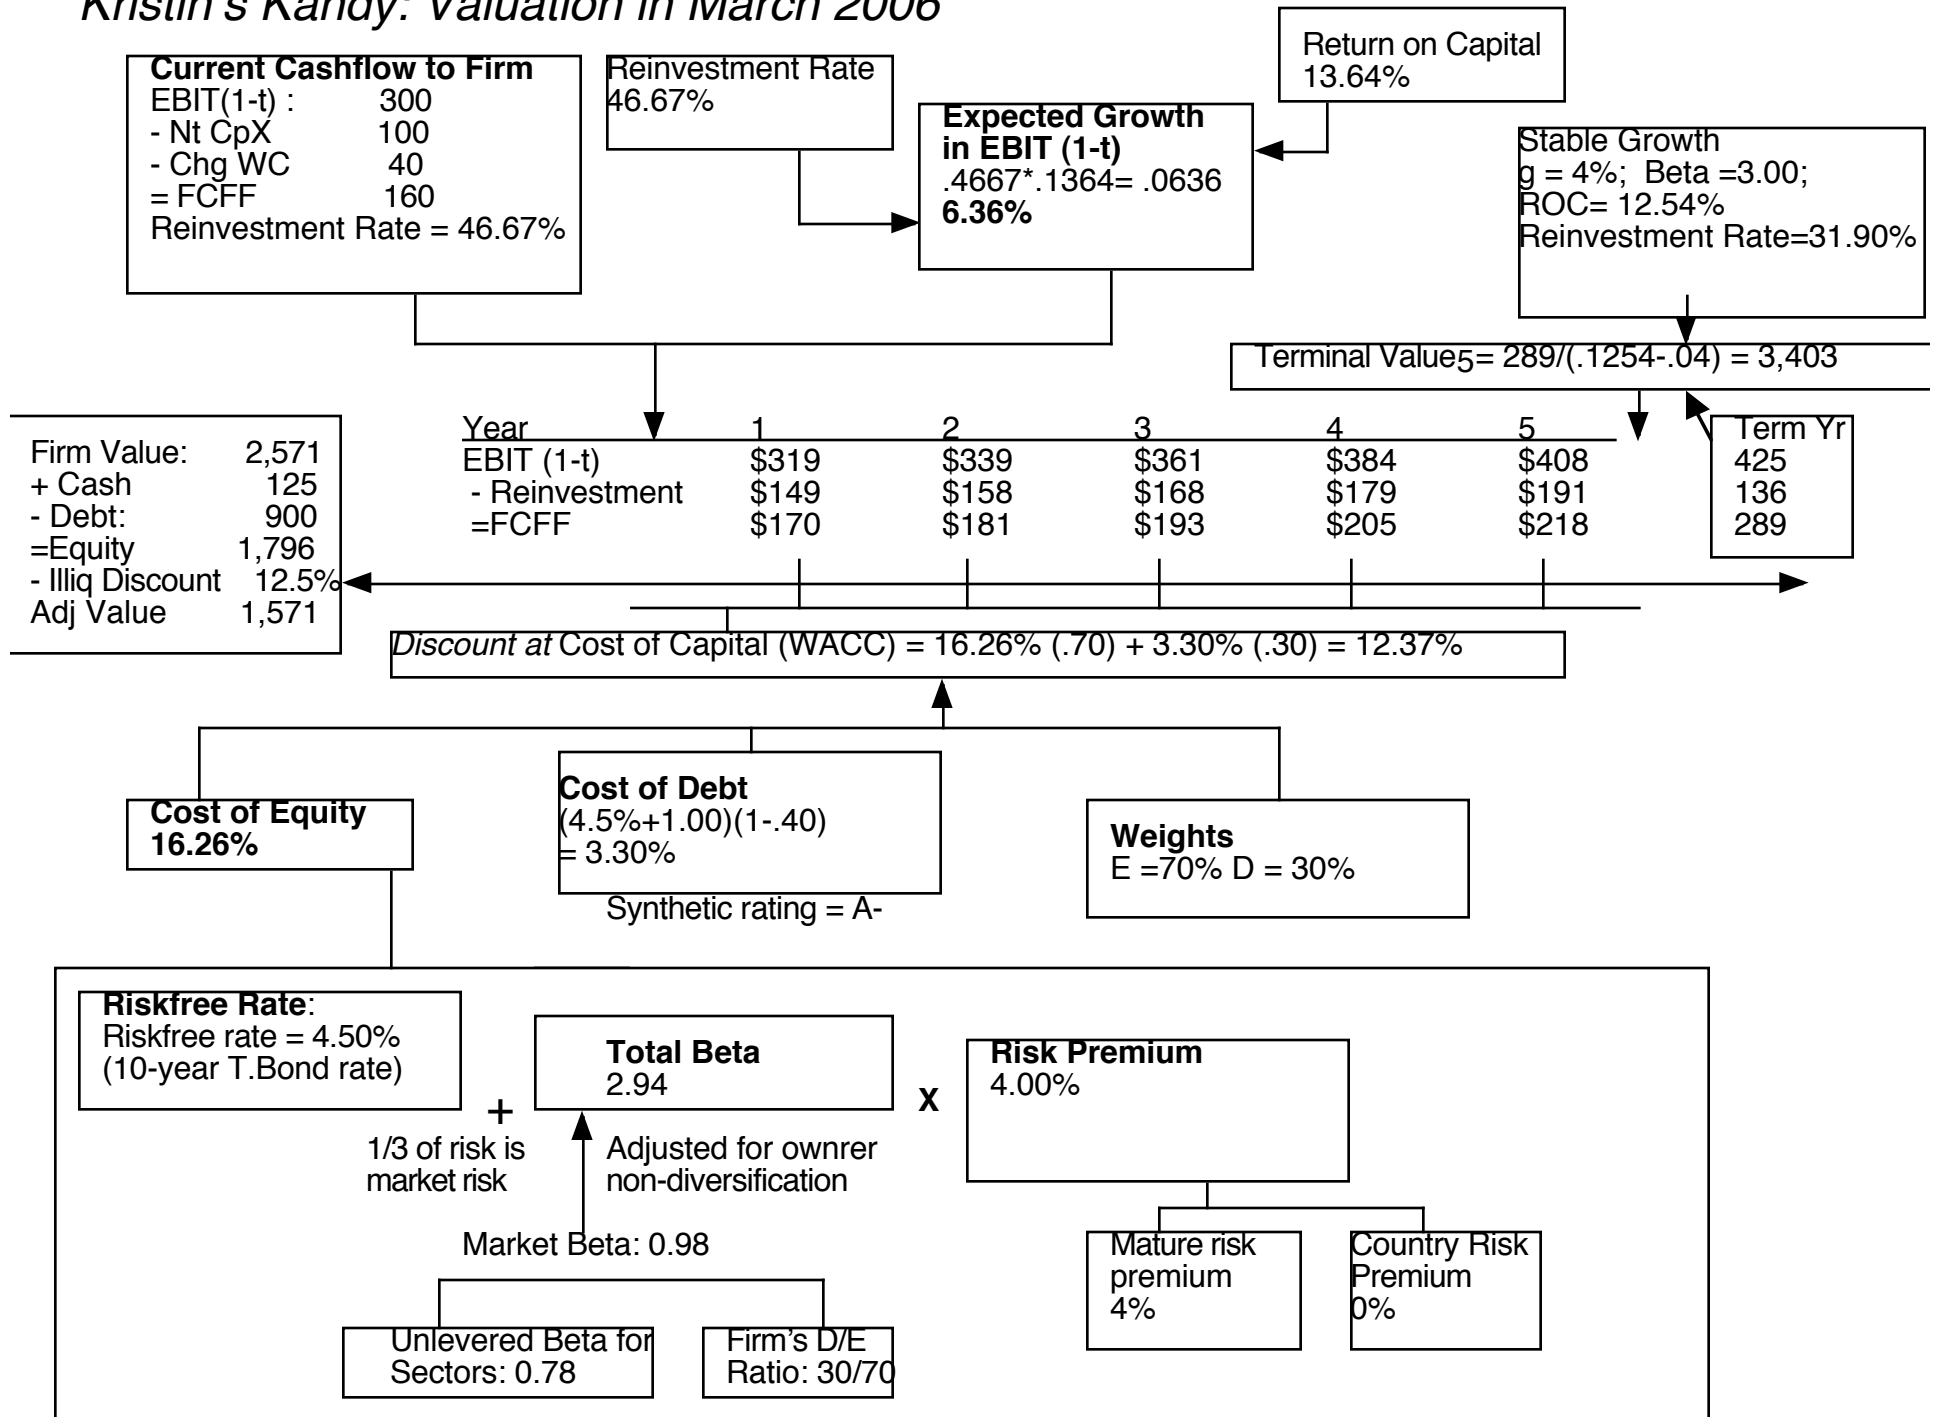 Kristin's Kandy: Valuation in March 2006
Current Cashflow to Firm
EBIT(1-t) : 300
- Nt CpX 100
- Chg WC 40
= FCFF 160
Reinvestment Rate = 46.67%
Reinvestment Rate
46.67%
Expected Growth
in EBIT (1-t)
.4667*.1364= .0636
6.36%
Return on Capital
13.64%
Stable Growth
g = 4%; Beta =3.00;
ROC= 12.54%
Reinvestment Rate=31.90%
Terminal Value5= 289/(.1254-.04) = 3,403
Firm Value: 2,571
+ Cash 125
- Debt: 900
=Equity 1,796
- Illiq Discount 12.5%
Adj Value 1,571
Year 1 2 3 4 5 Term Yr
EBIT (1-t) $319 $339 $361 $384 $408 425
- Reinvestment $149 $158 $168 $179 $191 136
=FCFF $170 $181 $193 $205 $218 289
Discount at Cost of Capital (WACC) = 16.26% (.70) + 3.30% (.30) = 12.37%
Cost of Equity
16.26%
Cost of Debt
(4.5%+1.00)(1-.40)
= 3.30%
Synthetic rating = A-
Weights
E =70% D = 30%
Riskfree Rate:
Riskfree rate = 4.50%
(10-year T.Bond rate)
+
Total Beta
2.94
X
Risk Premium
4.00%
1/3 of risk is
market risk
Adjusted for ownrer
non-diversification
Market Beta: 0.98
Mature risk
premium
4%
Country Risk
Premium
0%
Unlevered Beta for
Sectors: 0.78
Firm's D/E
Ratio: 30/70